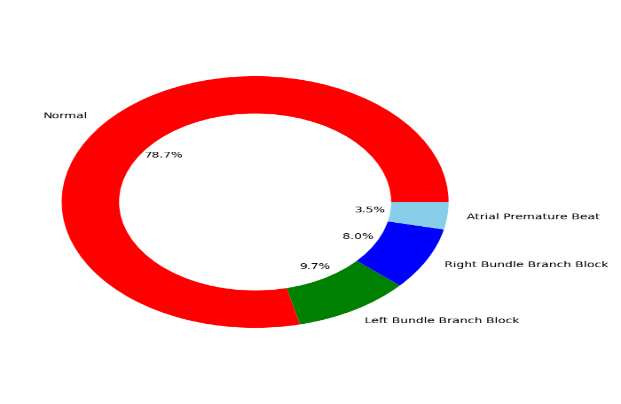 Normal
78.7%
3.5%
Atrial Premature Beat
8.0%
Right Bundle Branch Block
9.7%
Left Bundle Branch Block